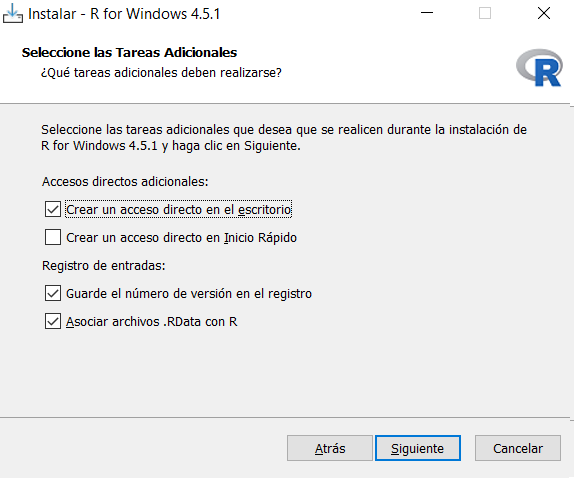 Instalar - R for Windows 4.5.1
Seleccione las Tareas Adicionales
¿Qué tareas adicionales deben realizarse?
R
Seleccione las tareas adicionales que desea que se realicen durante la instalación de
R for Windows 4.5.1 y haga clic en Siguiente.
Accesos directos adicionales:
Crear un acceso directo en el escritorio
Crear un acceso directo en Inicio Rápido
Registro de entradas:
Guarde el número de versión en el registro
Asociar archivos .RData con R
Atrás
Siguiente
Cancelar